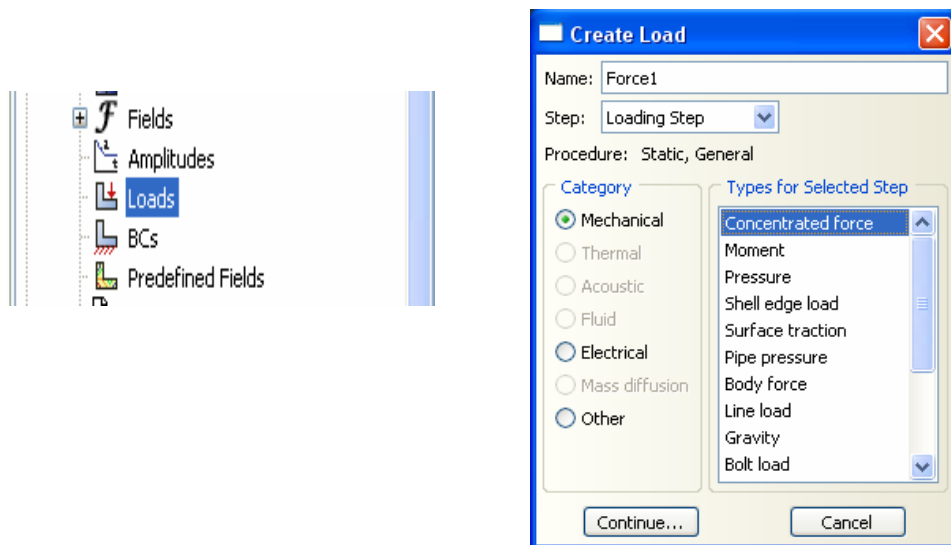 Fields
Amplitudes
Loads
BCs
Predefined Fields
Create Load
Name: Force1
Step: Loading Step
Procedure: Static, General
Category
Mechanical
Thermal
Acoustic
Fluid
Electrical
Mass diffusion
Other
Types for Selected Step
Concentrated force
Moment
Pressure
Shell edge load
Surface traction
Pipe pressure
Body force
Line load
Gravity
Bolt load
Continue... Cancel